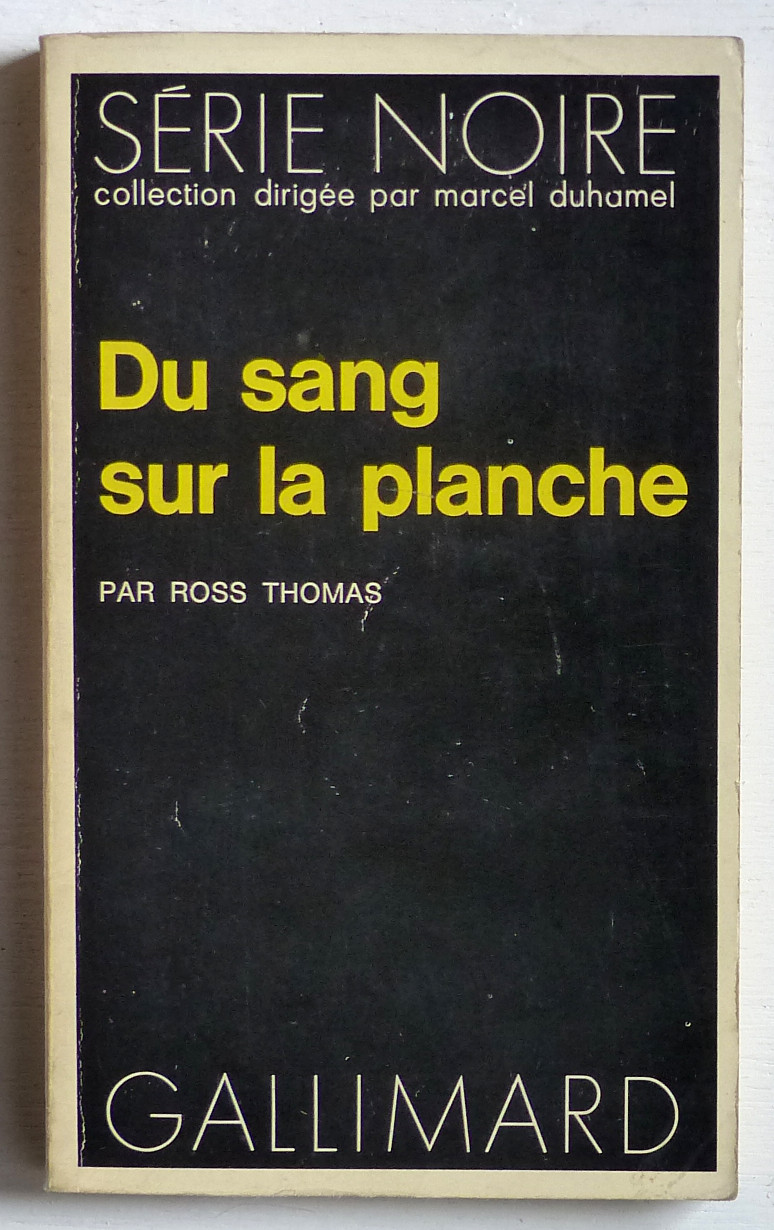 SÉRIE NOIRE
collection dirigée par marcel duhamel
Du sang
sur la planche
PAR ROSS THOMAS
GALLIMARD